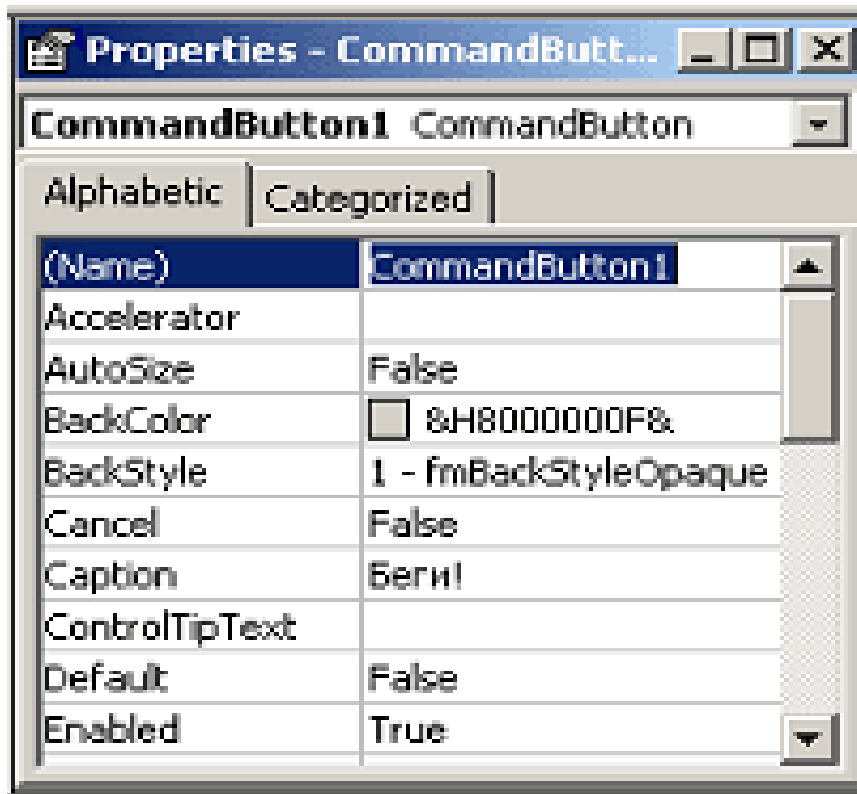 Properties - CommandButt...
CommandButton1 CommandButton
Alphabetic Categorized
(Name) CommandButton1
Accelerator
AutoSize False
BackColor &H8000000F&
BackStyle 1 - fmBackStyleOpaque
Cancel False
Caption Беги!
ControlTipText
Default False
Enabled True